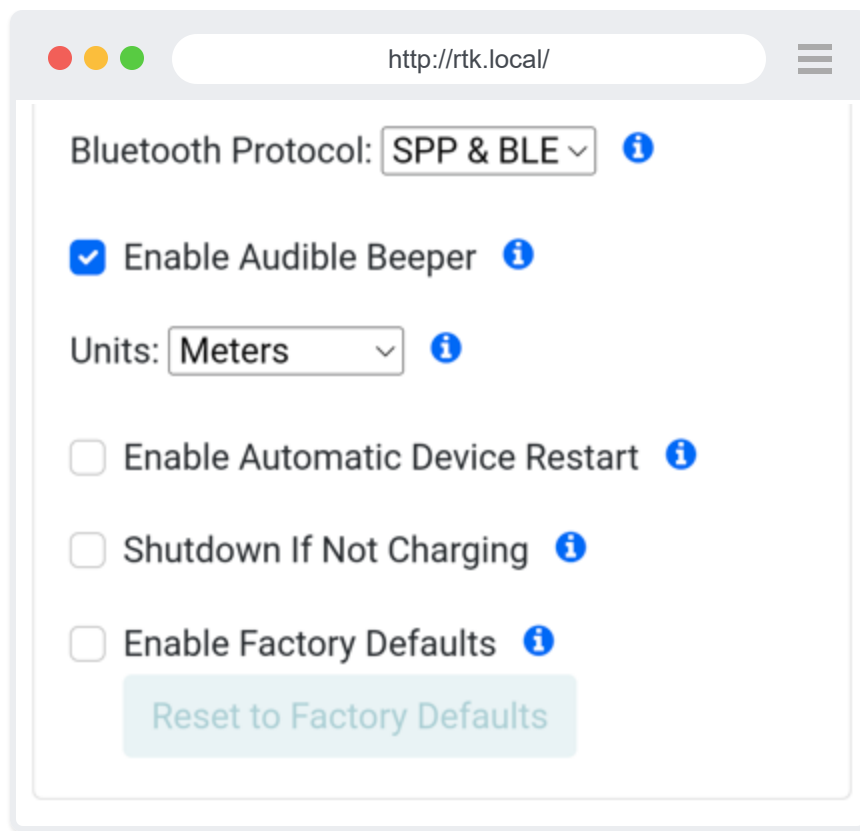 http://rtk.local/
Bluetooth Protocol: SPP & BLE
Enable Audible Beeper
Units: Meters
Enable Automatic Device Restart
Shutdown If Not Charging
Enable Factory Defaults
Reset to Factory Defaults